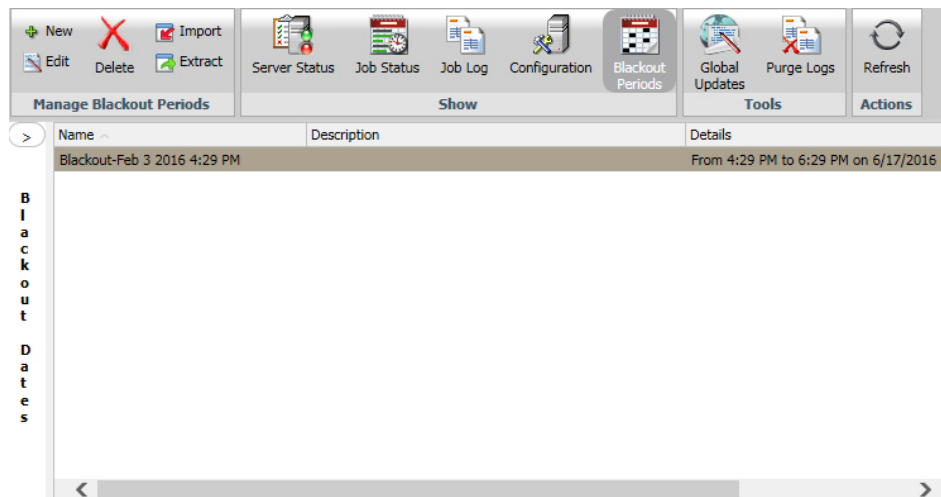 New
Edit
Delete
Import
Extract
Manage Blackout Periods
Server Status
Job Status
Job Log
Configuration
Blackout
Periods
Show
Global
Updates
Purge Logs
Tools
Refresh
Actions
>
Name
Description
Details
Blackout-Feb 3 2016 4:29 PM
From 4:29 PM to 6:29 PM on 6/17/2016
Blackout Dates